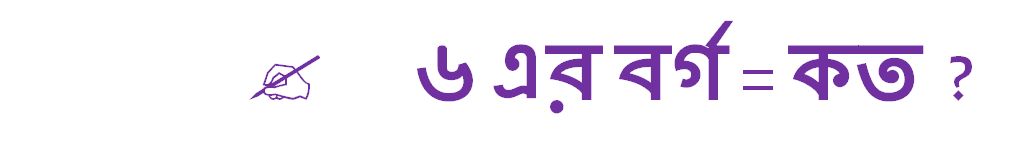 ৬ এর বর্গ = কত ?